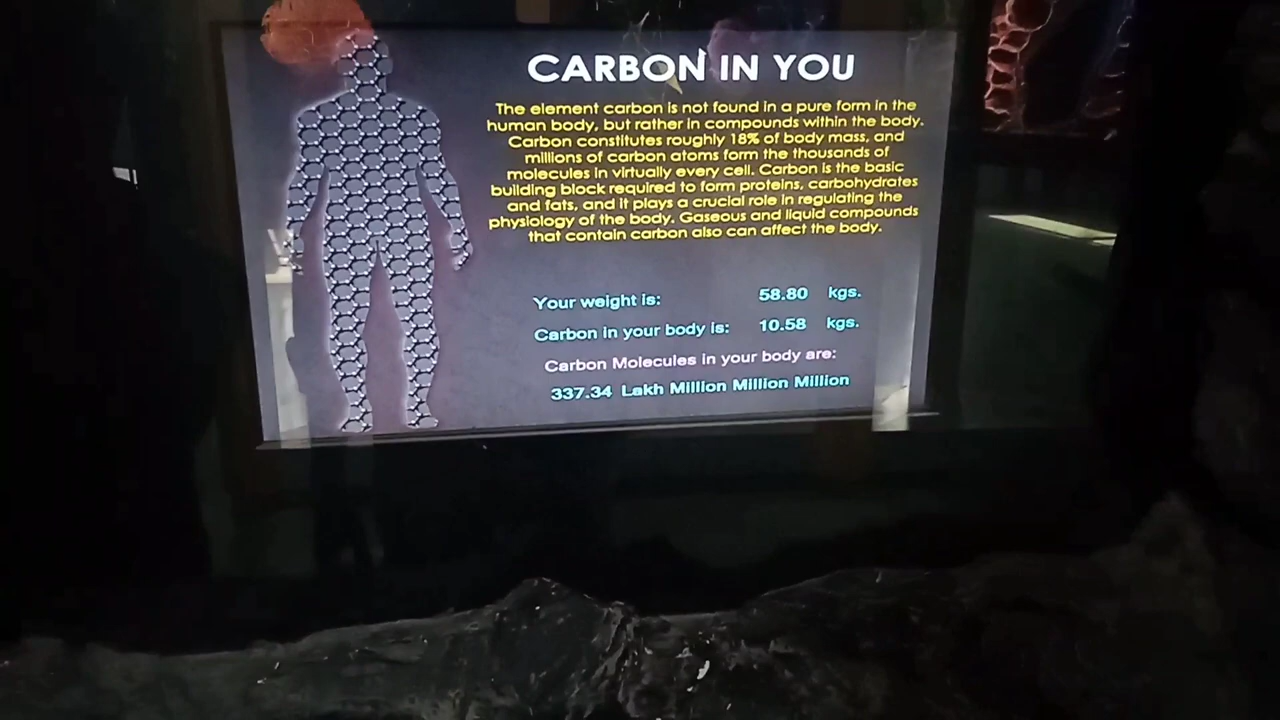 CARBON IN YOU
The element carbon is not found in a pure form in the
human body, but rather in compounds within the body.
Carbon constitutes roughly 18% of body mass, and
millions of carbon atoms form the thousands of
molecules in virtually every cell. Carbon is the basic
building block required to form proteins, carbohydrates
and fats, and it plays a crucial role in regulating the
physiology of the body. Gaseous and liquid compounds
that contain carbon also can affect the body.
Your weight is: 58.80 kgs.
Carbon in your body is: 10.58 kgs.
Carbon Molecules in your body are:
337.34 Lakh Million Million Million